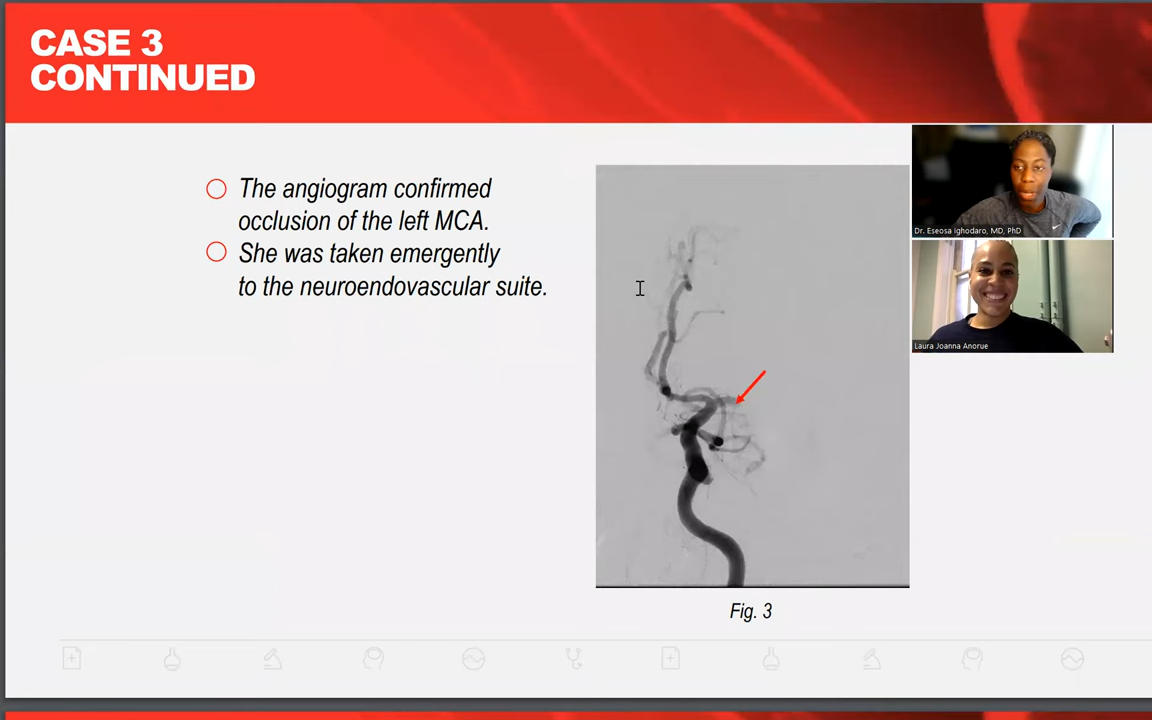 CASE 3
CONTINUED
The angiogram confirmed
occlusion of the left MCA.
She was taken emergently
to the neuroendovascular suite.
Dr. Eseosa Ighodaro, MD, PhD
Laura Joanna Anorue
Fig. 3